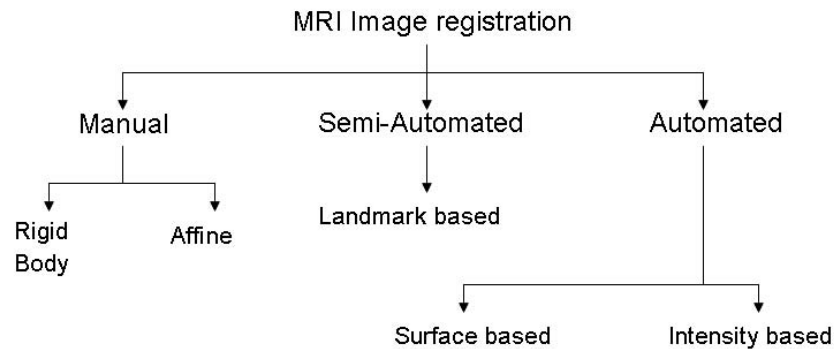 MRI Image registration
Manual
Semi-Automated
Automated
Rigid
Body
Affine
Landmark based
Surface based
Intensity based